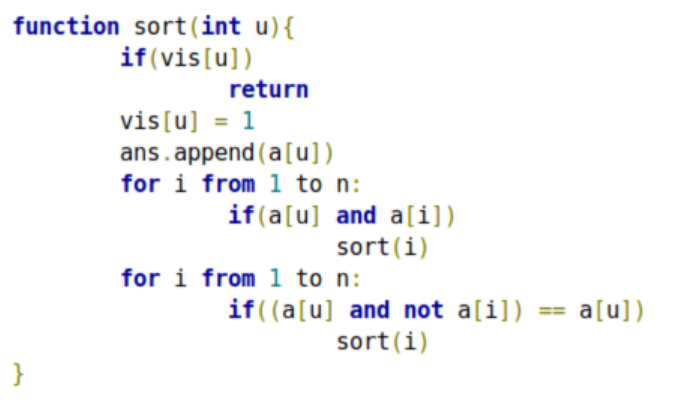 function sort(int u){
if(vis[u])
return
vis[u] = 1
ans.append(a[u])
for i from 1 to n:
if(a[u] and a[i])
sort(i)
for i from 1 to n:
if((a[u] and not a[i]) == a[u])
sort(i)
}